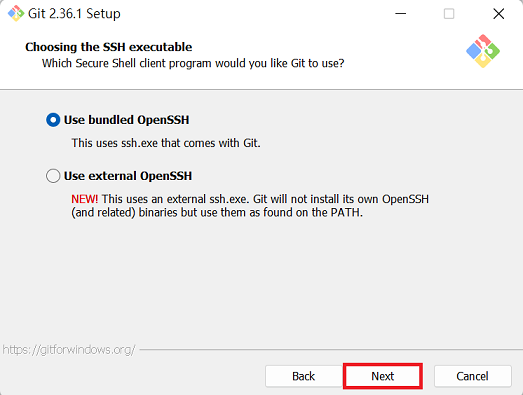 Git 2.36.1 Setup
Choosing the SSH executable
Which Secure Shell client program would you like Git to use?
Use bundled OpenSSH
This uses ssh.exe that comes with Git.
Use external OpenSSH
NEW! This uses an external ssh.exe. Git will not install its own OpenSSH
(and related) binaries but use them as found on the PATH.
https://gitforwindows.org/
Back
Next
Cancel